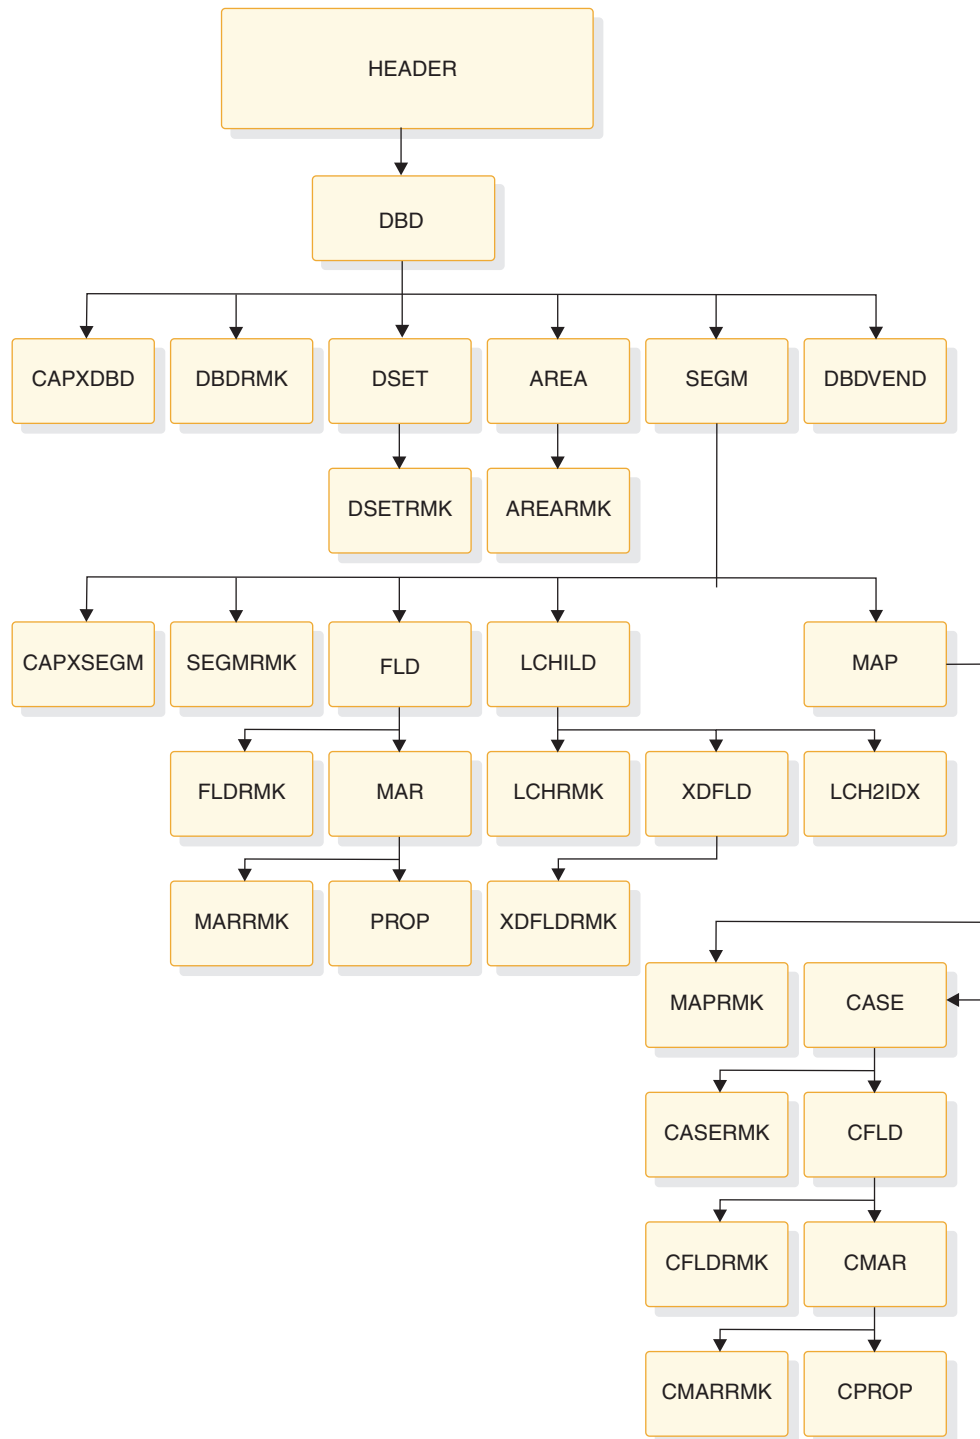 HEADER
DBD
CAPXDBD
DBDRMK
DSET
AREA
SEGM
DBDVEND
DSETRMK
AREARMK
CAPXSEGM
SEGMRMK
FLD
LCHILD
MAP
FLDRMK
MAR
LCHRMK
XDFLD
LCH2IDX
MARRMK
PROP
XDFLDRMK
MAPRMK
CASE
CASERMK
CFLD
CFLDRMK
CMAR
CMARRMK
CPROP